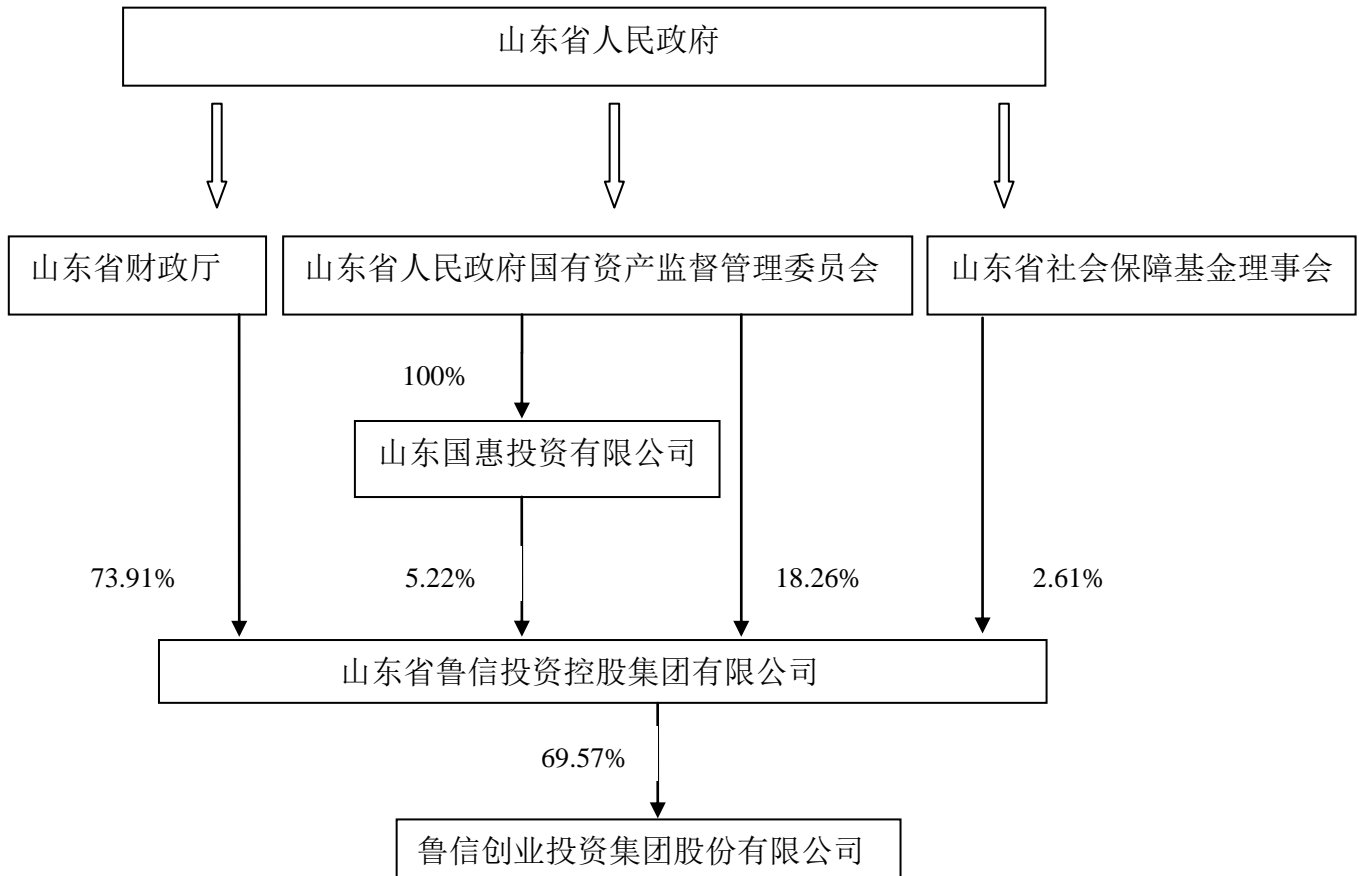 山东省人民政府
山东省财政厅
山东省人民政府国有资产监督管理委员会
山东省社会保障基金理事会
100%
山东国惠投资有限公司
73.91%
5.22%
18.26%
2.61%
山东省鲁信投资控股集团有限公司
69.57%
鲁信创业投资集团股份有限公司